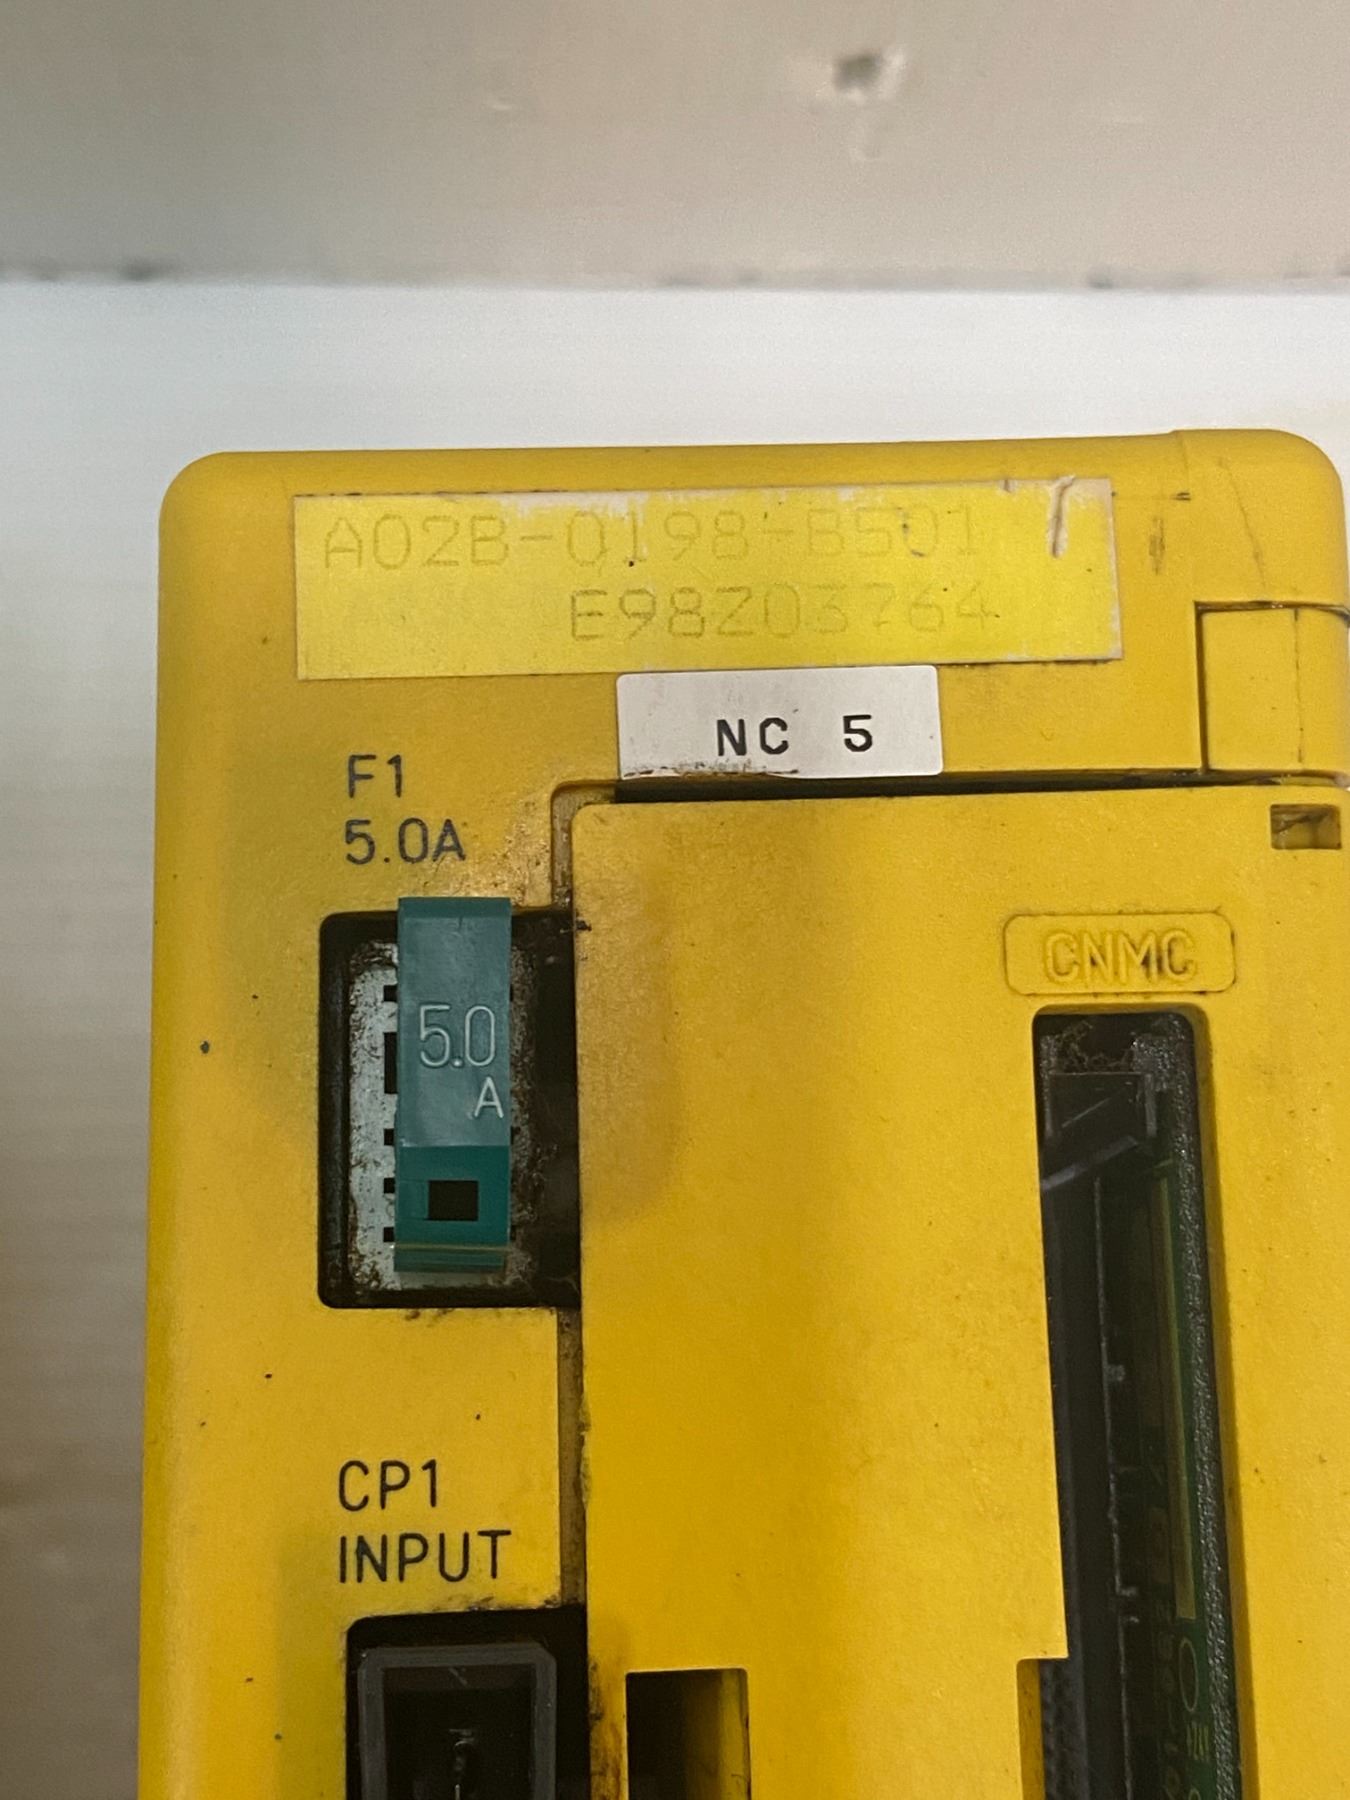 A02B-0198-B501
E98Z03764
NC 5
F1
5.0A
5.0
A
CNMC
CP1
INPUT